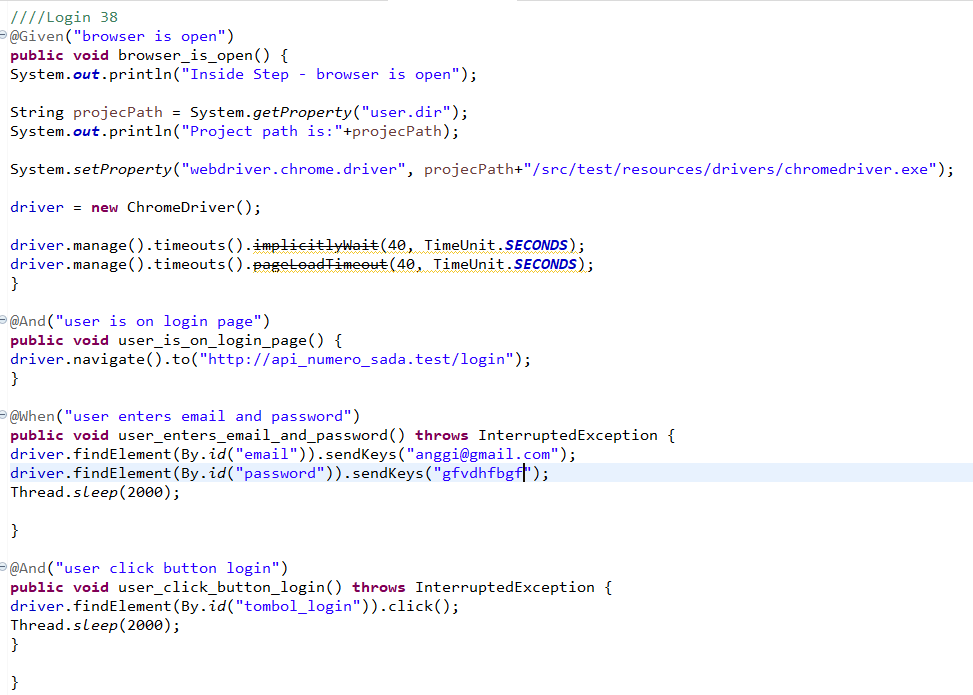 ////Login 38
@Given("browser is open")
public void browser_is_open() {
System.out.println("Inside Step - browser is open");
String projecPath = System.getProperty("user.dir");
System.out.println("Project path is:"+projecPath);
System.setProperty("webdriver.chrome.driver", projecPath+"/src/test/resources/drivers/chromedriver.exe");
driver = new ChromeDriver();
driver.manage().timeouts().implicitlyWait(40, TimeUnit.SECONDS);
driver.manage().timeouts().pageLoadTimeout(40, TimeUnit.SECONDS);
}
@And("user is on login page")
public void user_is_on_login_page() {
driver.navigate().to("http://api_numero_sada.test/login");
}
@When("user enters email and password")
public void user_enters_email_and_password() throws InterruptedException {
driver.findElement(By.id("email")).sendKeys("anggi@gmail.com");
driver.findElement(By.id("password")).sendKeys("gfvdhfbgf");
Thread.sleep(2000);
}
@And("user click button login")
public void user_click_button_login() throws InterruptedException {
driver.findElement(By.id("tombol_login")).click();
Thread.sleep(2000);
}
}